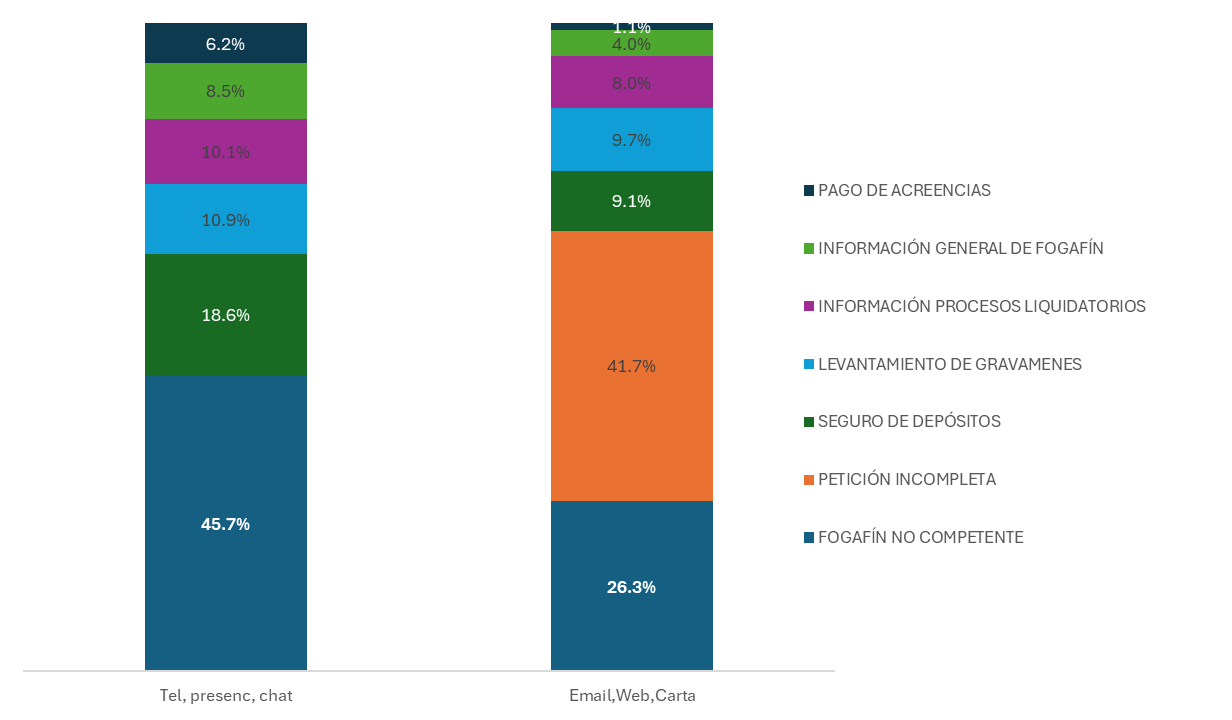 6.2%
8.5%
10.1%
10.9%
18.6%
45.7%
1.1%
4.0%
8.0%
9.7%
9.1%
41.7%
26.3%
PAGO DE ACREENCIAS
INFORMACIÓN GENERAL DE FOGAFÍN
INFORMACIÓN PROCESOS LIQUIDATORIOS
LEVANTAMIENTO DE GRAVAMENES
SEGURO DE DEPÓSITOS
PETICIÓN INCOMPLETA
FOGAFÍN NO COMPETENTE
Tel, presenc, chat
Email,Web,Carta